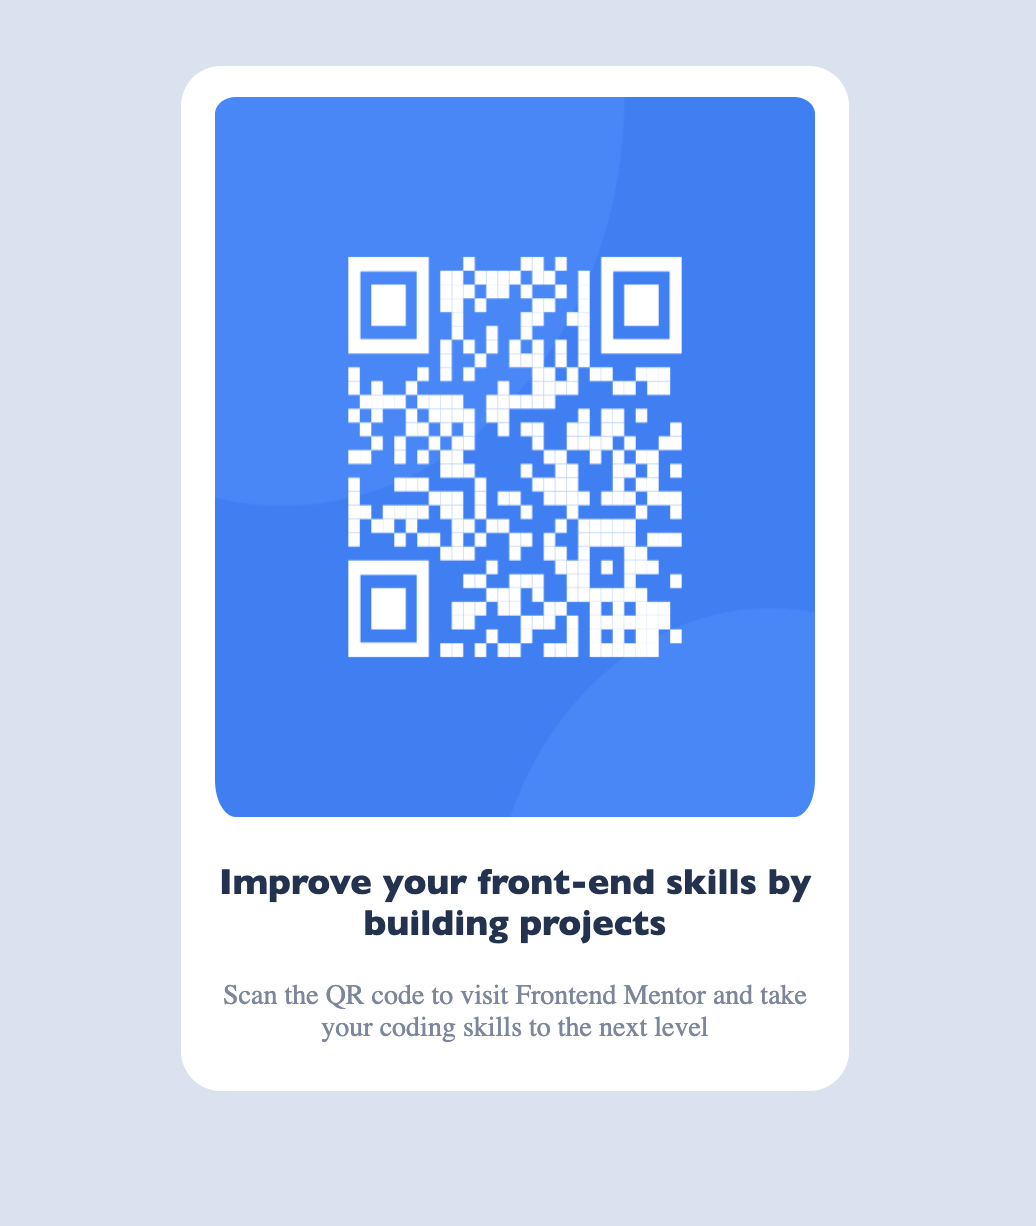 Improve your front-end skills by
building projects
Scan the QR code to visit Frontend Mentor and take
your coding skills to the next level